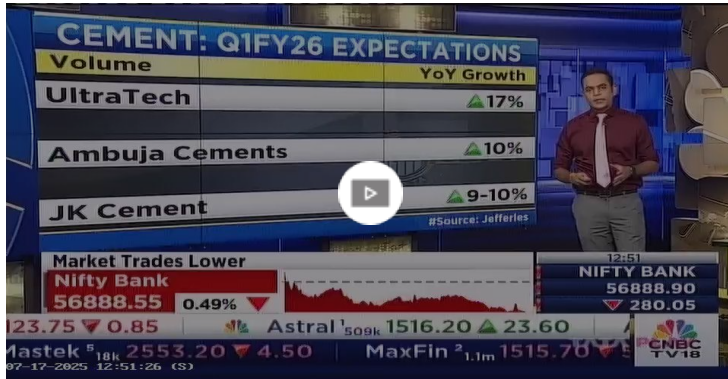 CEMENT: Q1FY26 EXPECTATIONS
Volume YoY Growth
UltraTech 17%
Ambuja Cements 10%
JK Cement 9-10%
#Source: Jefferies
Market Trades Lower
Nifty Bank
56888.55 0.49%
12:51
NIFTY BANK
56888.90
280.05
123.75 0.85 Astral 1 509k 1516.20 23.60
Mastek 5 18k 2553.20 4.50 MaxFin 2 1.1m 1515.70
CNBC
TV18
07-17-2025 12:51:26 (S)